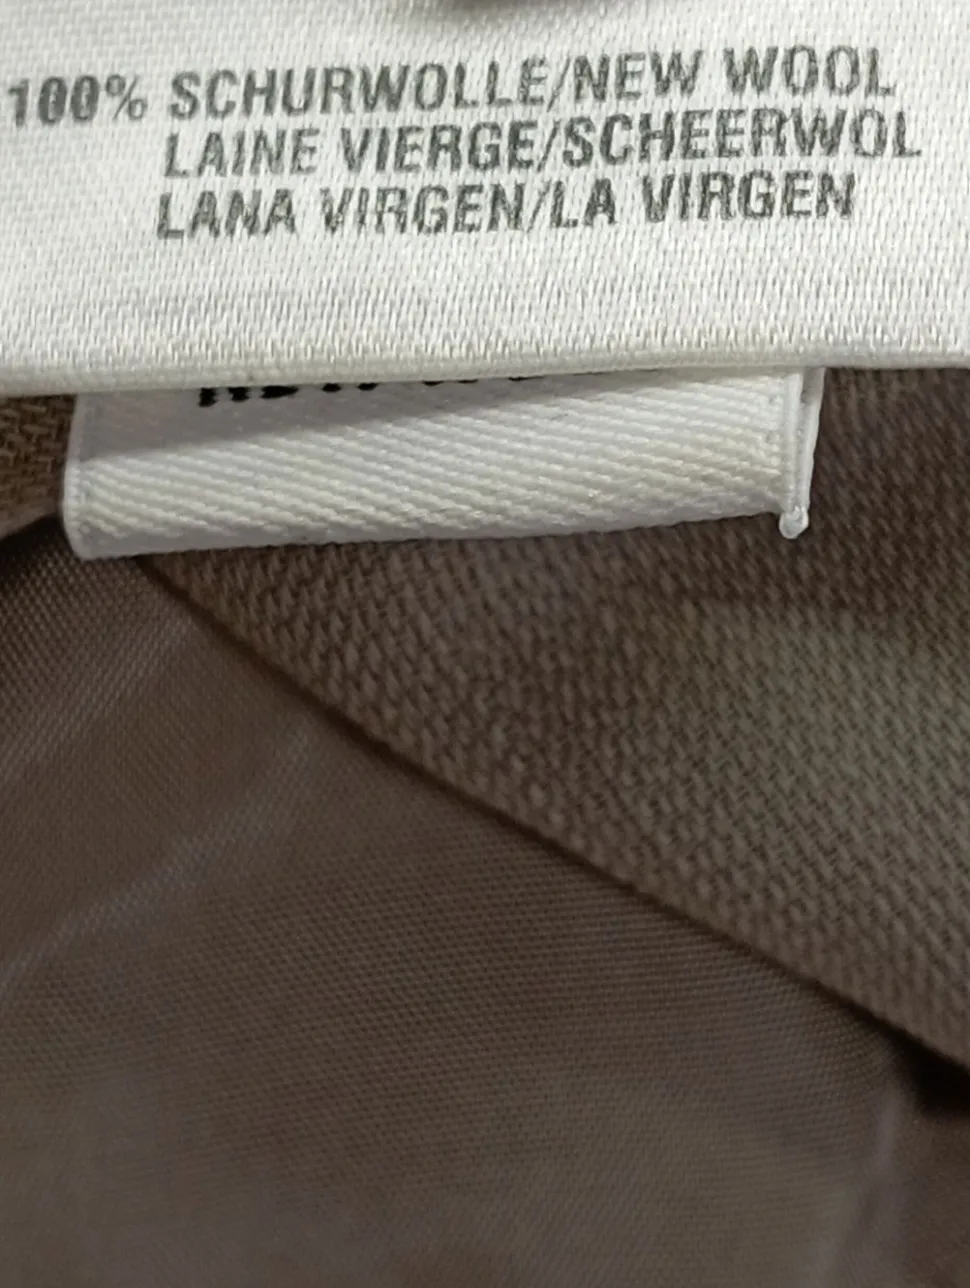 100% SCHURWOLLE/NEW WOOL
LAINE VIERGE/SCHEERWOL
LANA VIRGEN/LA VIRGEN